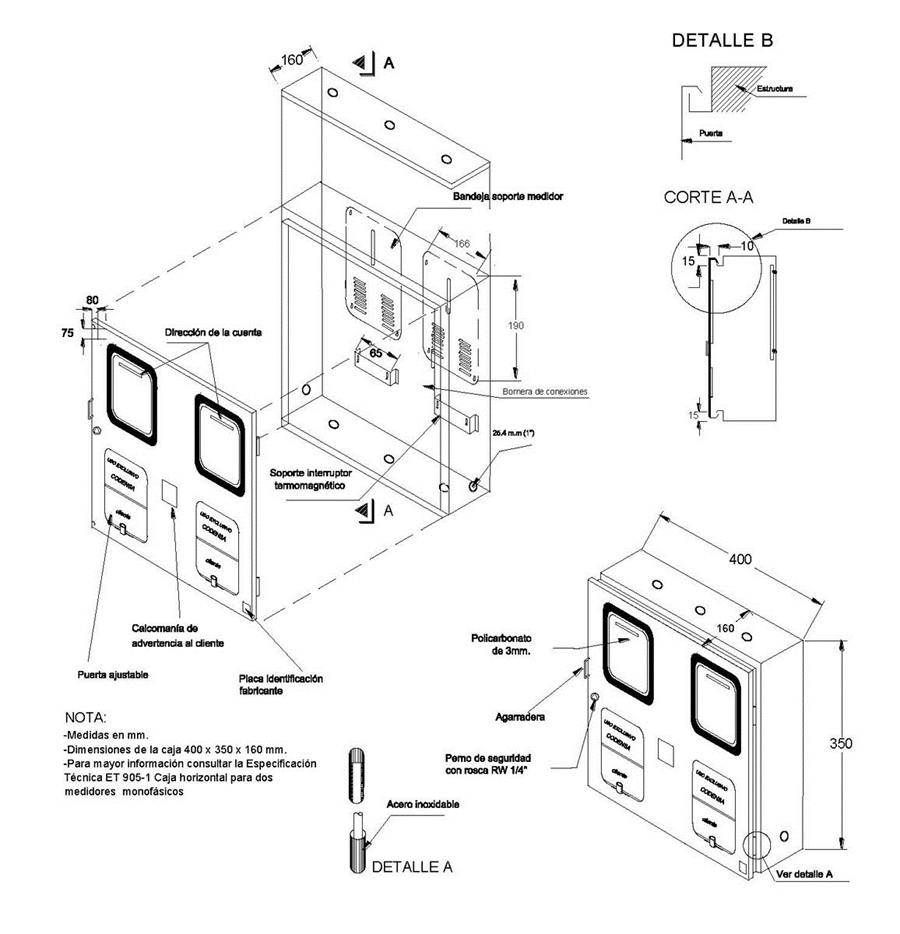 DETALLE B
160
A
Estructura
Puerta
Bandeja soporte medidor
CORTE A-A
Detalle B
166
15
10
80
75
Dirección de la cuenta
190
65
Bornera de conexiones
15
25.4 m.m (1")
Soporte interruptor
termomagnético
USO EXCLUSIVO
CODENSA
cliente
USO EXCLUSIVO
CODENSA
cliente
A
400
Calcomanía de
advertencia al cliente
160
Policarbonato
de 3mm.
Puerta ajustable
Placa identificación
fabricante
Agarradera
NOTA:
-Medidas en mm.
-Dimensiones de la caja 400 x 350 x 160 mm.
-Para mayor información consultar la Especificación
Técnica ET 905-1 Caja horizontal para dos
medidores monofásicos
USO EXCLUSIVO
CODENSA
cliente
350
Perno de seguridad
con rosca RW 1/4"
USO EXCLUSIVO
CODENSA
cliente
Acero inoxidable
DETALLE A
Ver detalle A